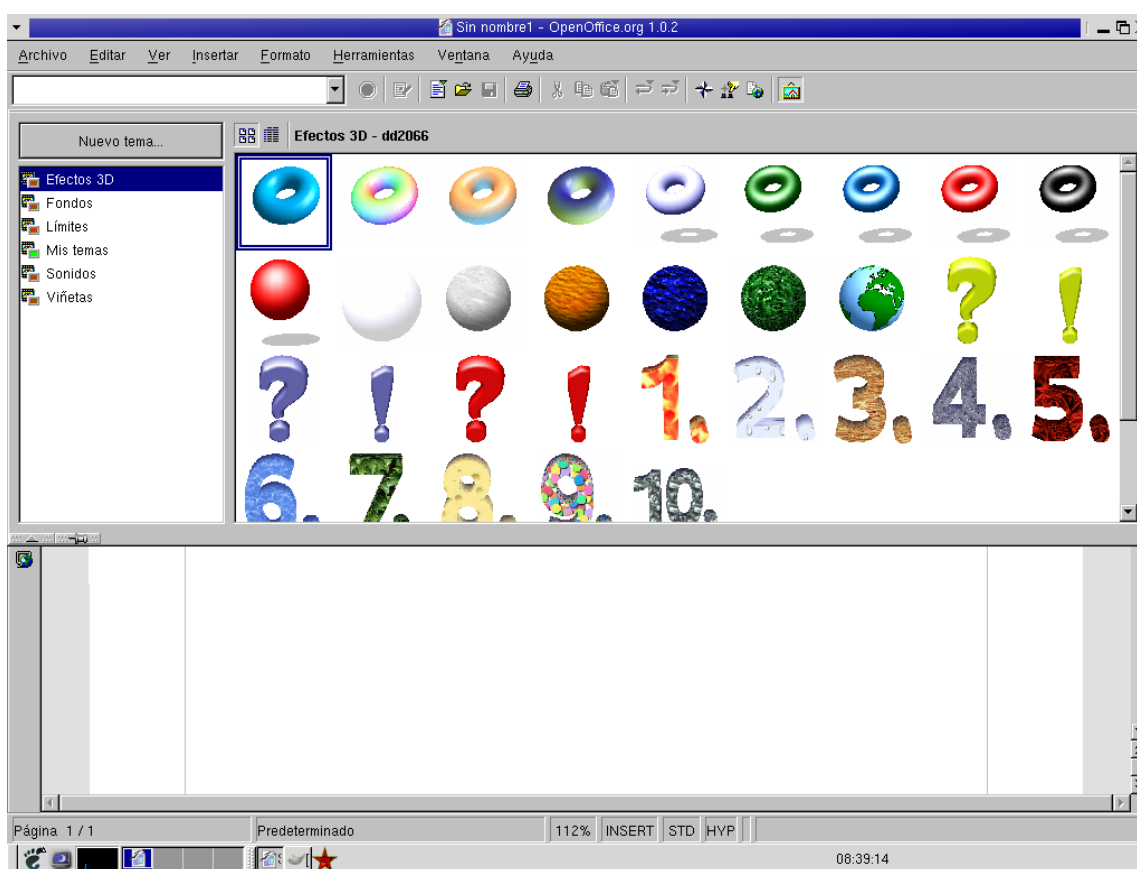 Sin nombre1 - OpenOffice.org 1.0.2
Archivo Editar Ver Insertar Formato Herramientas Ventana Ayuda
Nuevo tema...
Efectos 3D - dd2066
Efectos 3D
Fondos
Límites
Mis temas
Sonidos
Viñetas
? !
? ! ? ! 1. 2. 3. 4. 5.
6. 7. 8. 9. 10.
Página 1 / 1 Predeterminado 112% INSERT STD HYP
08:39:14